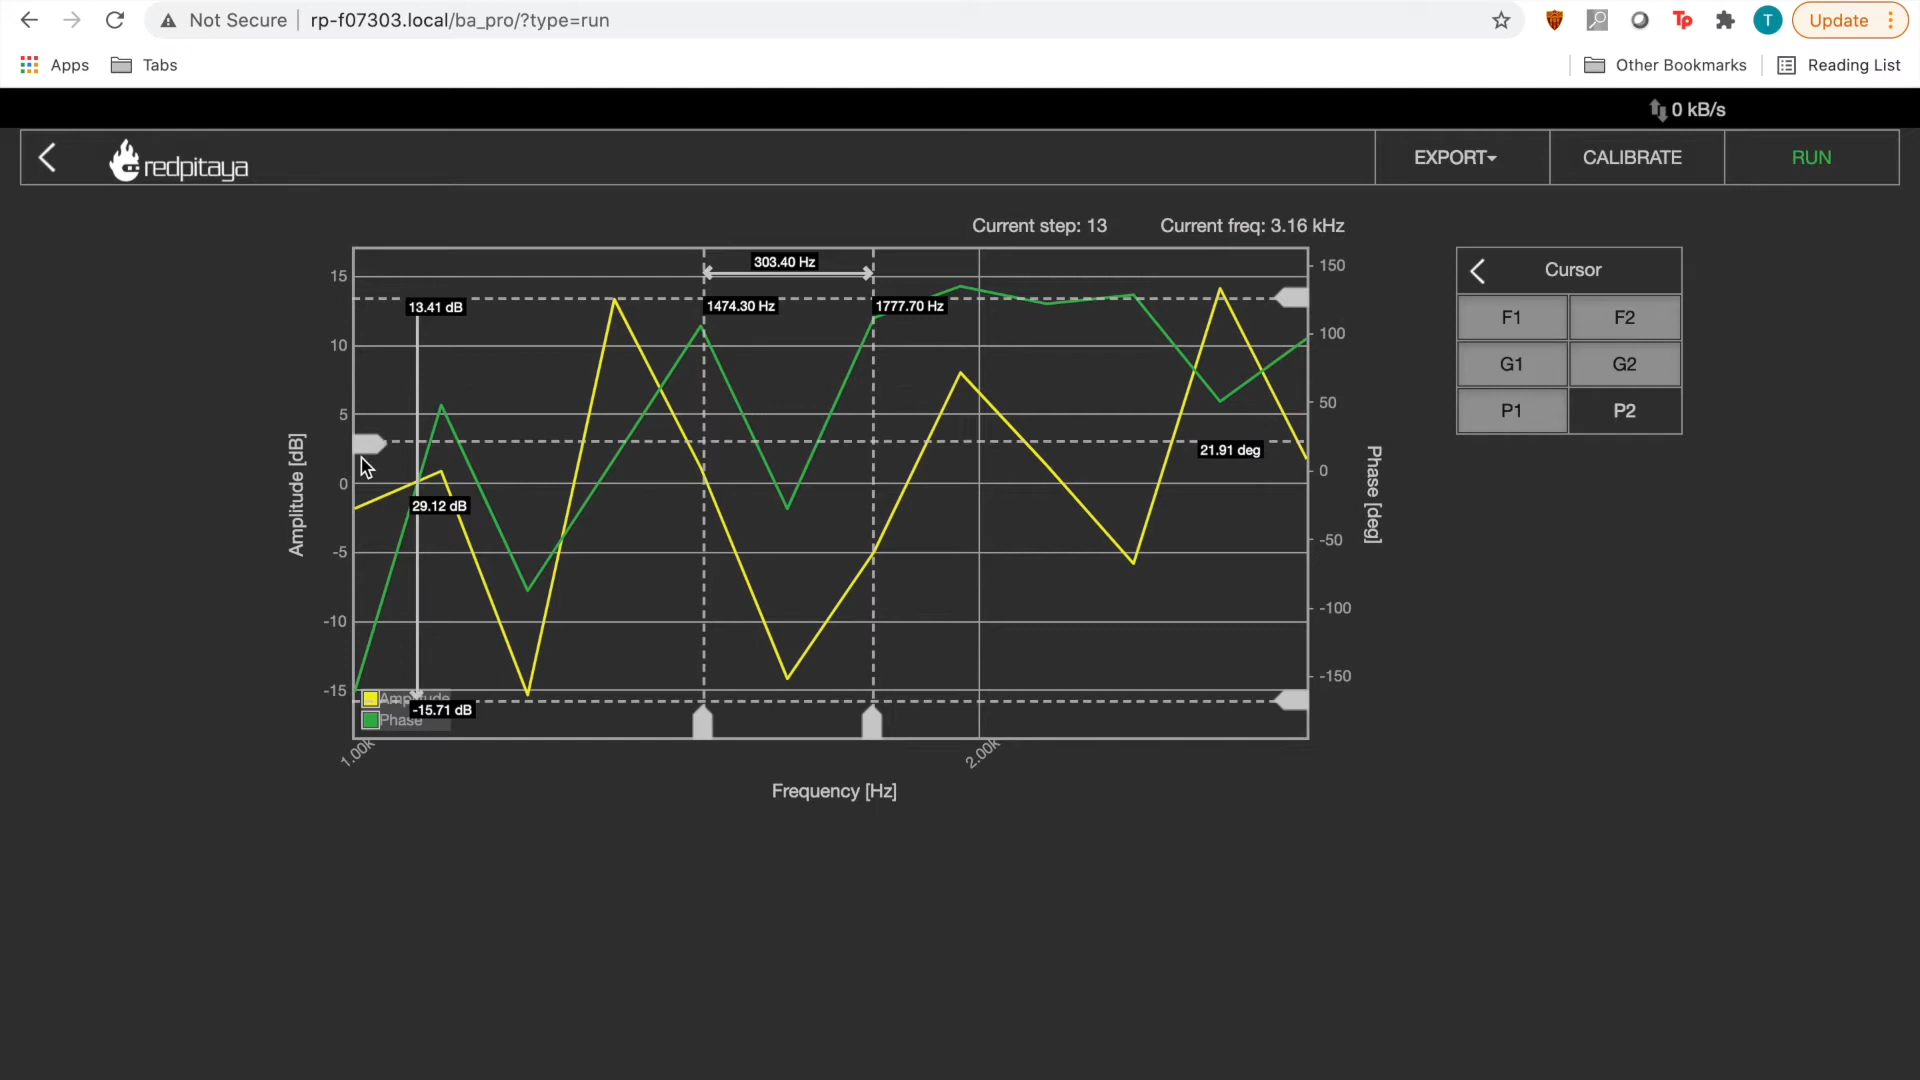 Not Secure rp-f07303.local/ba_pro/?type=run
Tp T Update
Apps Tabs Other Bookmarks Reading List
0 kB/s
redpitaya EXPORT CALIBRATE RUN
Current step: 13 Current freq: 3.16 kHz
Cursor
F1 F2
G1 G2
P1 P2
303.40 Hz
13.41 dB 1474.30 Hz 1777.70 Hz
21.91 deg
29.12 dB
-15.71 dB
15
10
5
0
-5
-10
-15
Amplitude [dB]
150
100
50
0
-50
-100
-150
Phase [deg]
Amplitude
Phase
1.00k 2.00k
Frequency [Hz]